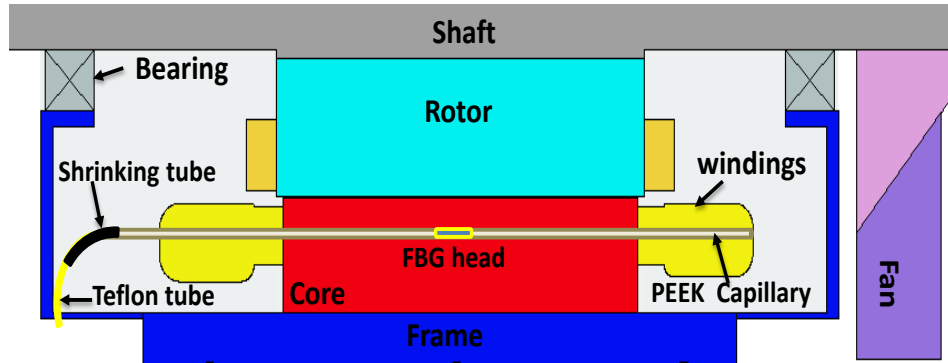 Shaft
Bearing
Rotor
Shrinking tube
windings
FBG head
Teflon tube
Core
PEEK Capillary
Fan
Frame